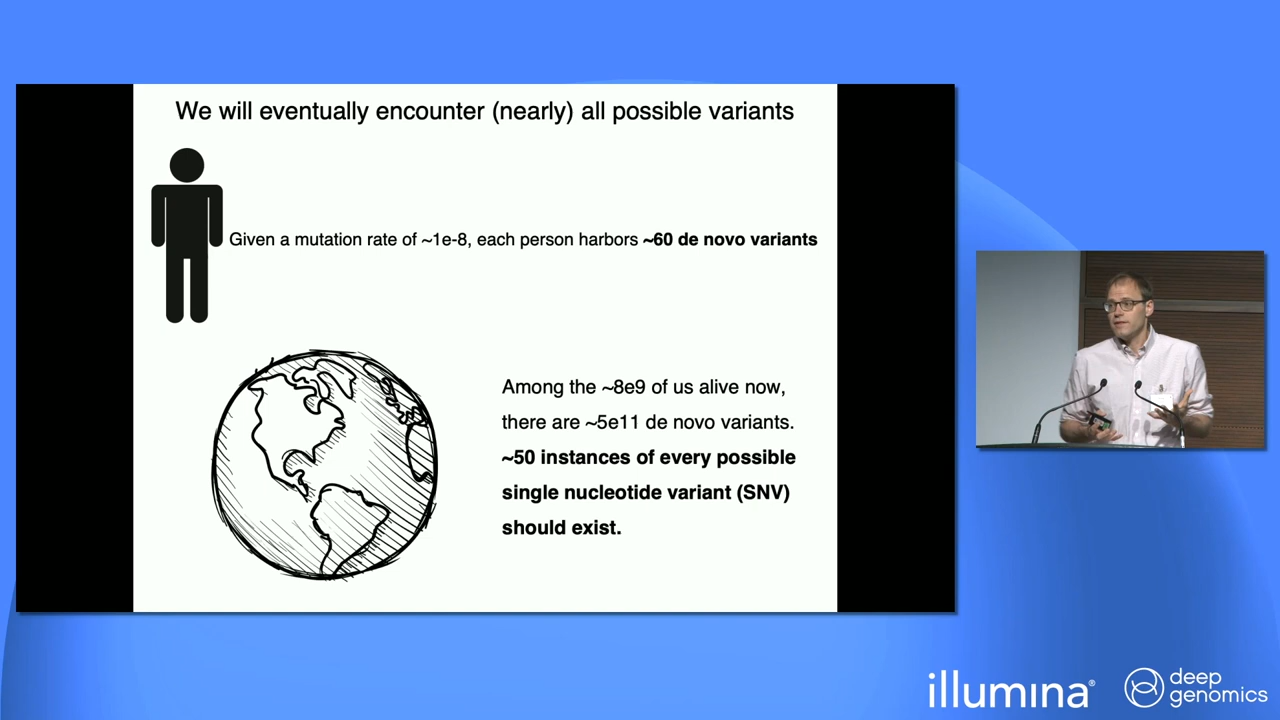 We will eventually encounter (nearly) all possible variants
Given a mutation rate of ~1e-8, each person harbors ~60 de novo variants
Among the ~8e9 of us alive now,
there are ~5e11 de novo variants.
~50 instances of every possible
single nucleotide variant (SNV)
should exist.
illumina®
deep
genomics